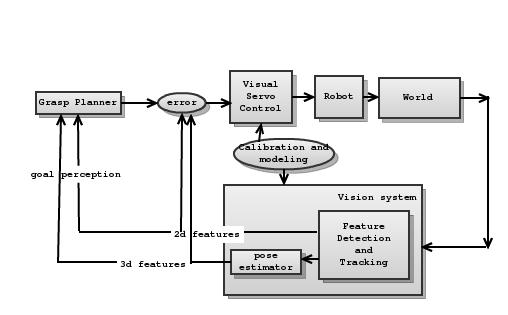 Visual
Servo
Control
Grasp Planner
error
Robot
World
Calibration and
modeling
goal perception
Vision system
Feature
Detection
and
Tracking
2d features
pose
estimator
3d features